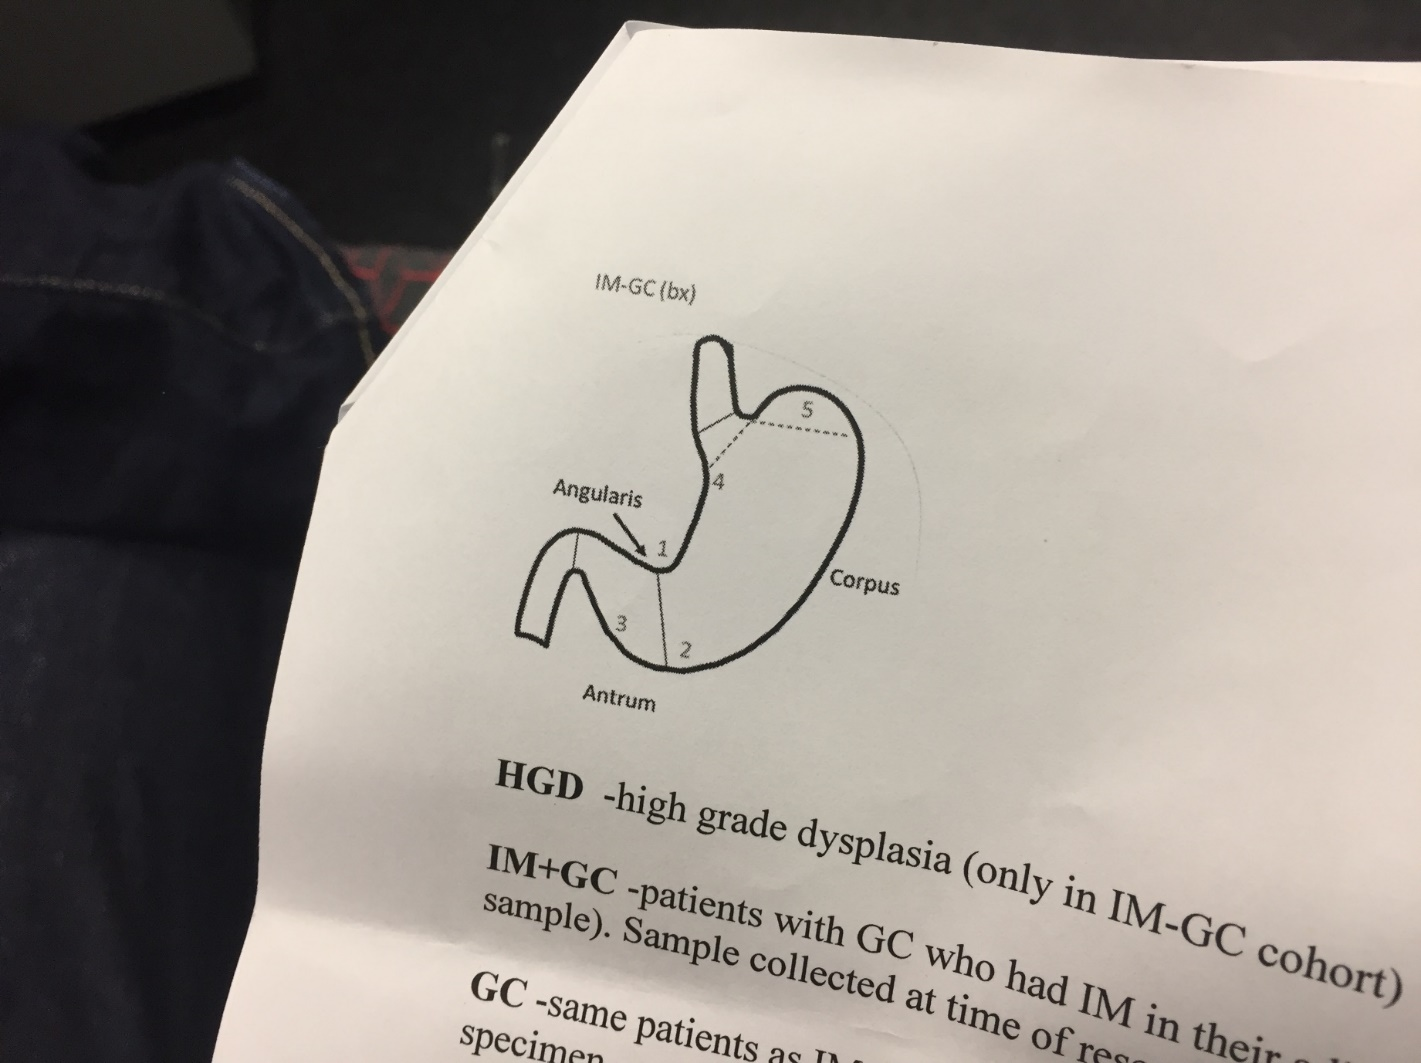 IM-GC (bx)
5
4
Angularis
1
Corpus
3
2
Antrum
HGD -high grade dysplasia (only in IM-GC cohort)
IM+GC -patients with GC who had IM in their
sample). Sample collected at time of
GC -same patients as
specimen